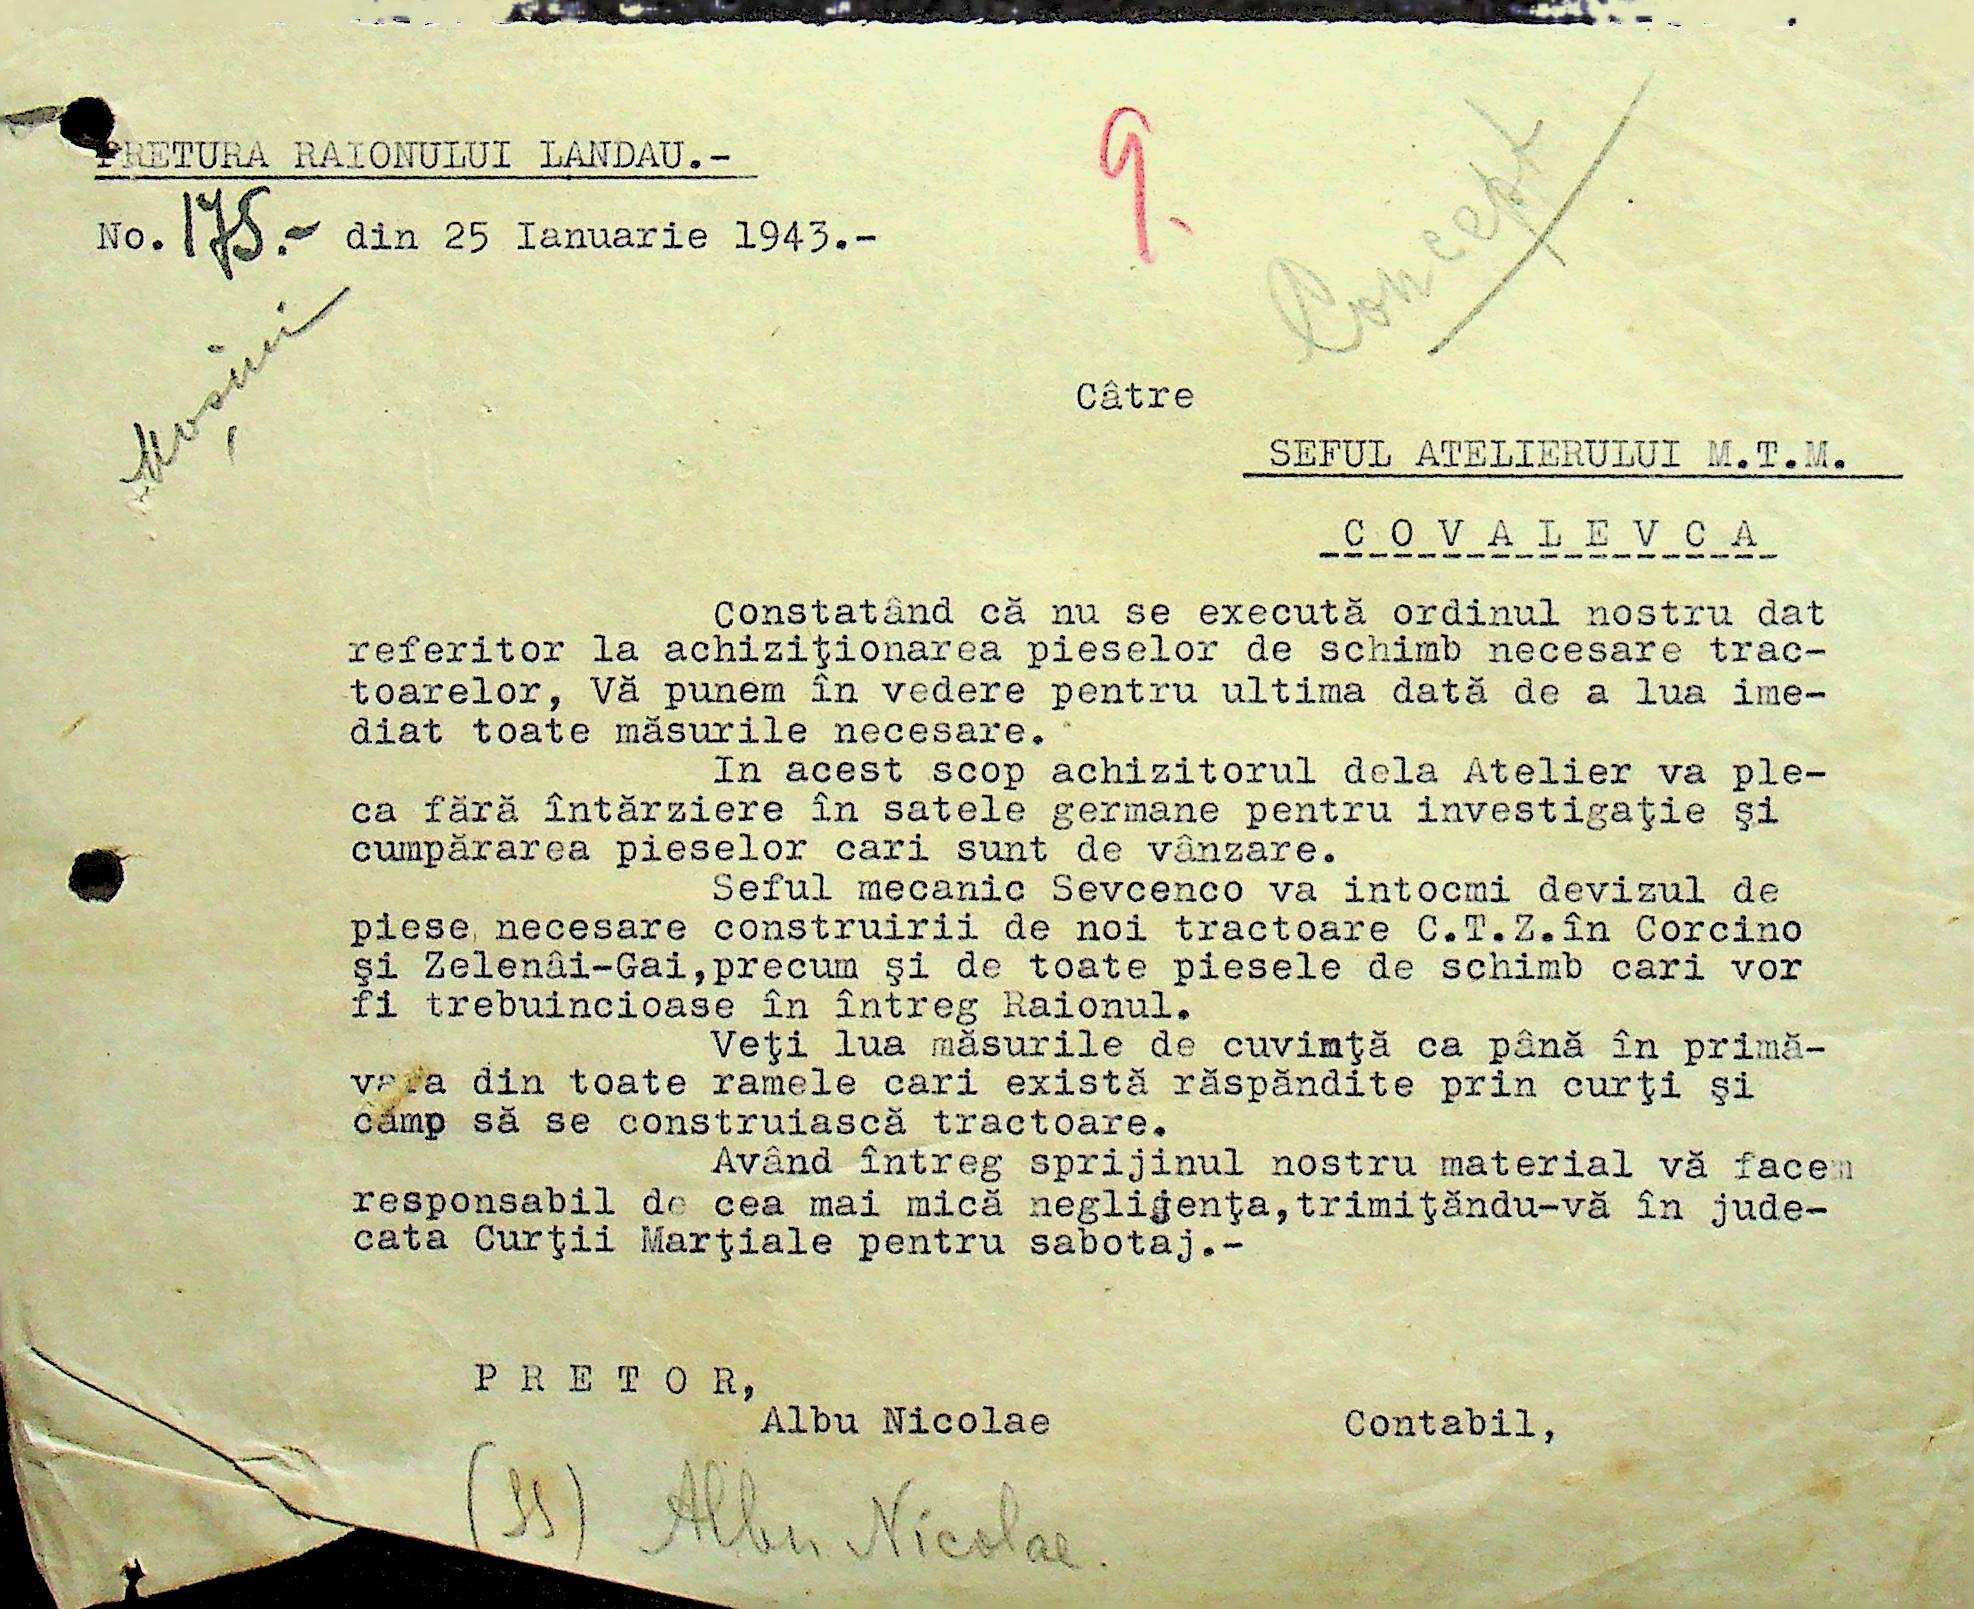 PRETURA RAIONULUI LANDAU.-
9.
Concept
No. 175.- din 25 Ianuarie 1943.-
Mașini
Câtre
SEFUL ATELIERULUI M.T.M.
C O V A L E V C A
Constatând că nu se execută ordinul nostru dat
referitor la achiziţionarea pieselor de schimb necesare trac-
toarelor, Vă punem în vedere pentru ultima dată de a lua ime-
diat toate măsurile necesare.
In acest scop achizitorul dela Atelier va ple-
ca fără întărziere în satele germane pentru investigaţie şi
cumpărarea pieselor cari sunt de vânzare.
Seful mecanic Sevcenco va intocmi devizul de
piese necesare construirii de noi tractoare C.T.Z.în Corcino
şi Zelenâi-Gai,precum şi de toate piesele de schimb cari vor
fi trebuincioase în întreg Raionul.
Veţi lua măsurile de cuvinţă ca până în primă-
vara din toate ramele cari există răspăndite prin curţi şi
câmp să se construiască tractoare.
Având întreg sprijinul nostru material vă facem
responsabil de cea mai mică negligenţa,trimiţăndu-vă în jude-
cata Curţii Marţiale pentru sabotaj.-
P R E T O R,
Albu Nicolae
Contabil,
(ss) Albu Nicolae.